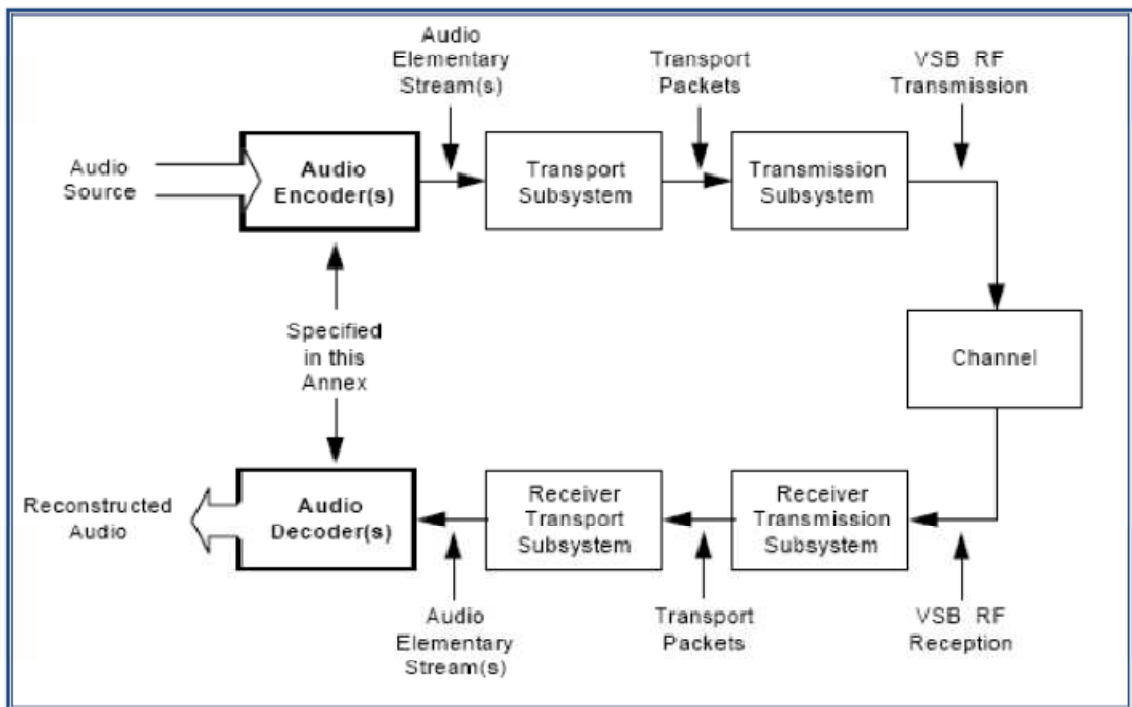 Audio
Elementary
Stream(s)
Transport
Packets
VSB RF
Transmission
Audio
Source
Audio
Encoder(s)
Transport
Subsystem
Transmission
Subsystem
Specified
in this
Annex
Channel
Reconstructed
Audio
Audio
Decoder(s)
Receiver
Transport
Subsystem
Receiver
Transmission
Subsystem
Audio
Elementary
Stream(s)
Transport
Packets
VSB RF
Reception